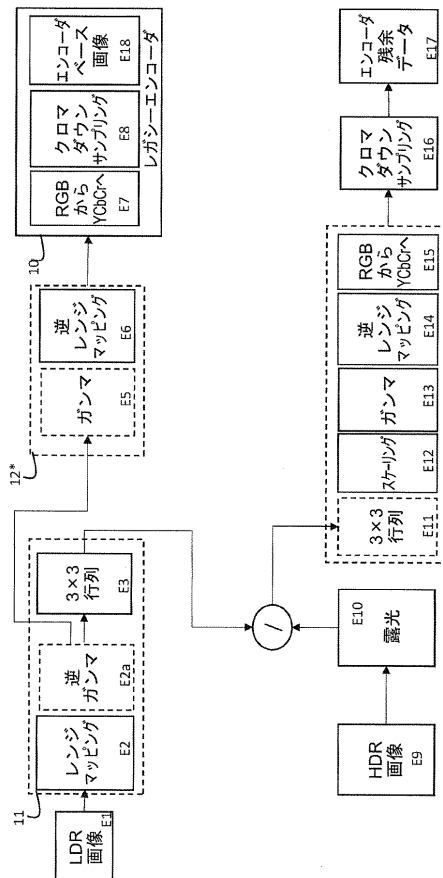 LDR
画像
E1
11
レンジ
マッピング
E2
逆
ガンマ
E2a
3×3
行列
E3
12*
ガンマ
E5
逆
レンジ
マッピング
E6
10
RGB
から
YCbCrへ
E7
クロマ
ダウン
サンプリング
E8
エンコーダ
ベース
画像
E18
レガシーエンコーダ
HDR
画像
E9
露光
E10
/
3×3
行列
E11
スケーリング
E12
ガンマ
E13
逆
レンジ
マッピング
E14
RGB
から
YCbCrへ
E15
クロマ
ダウン
サンプリング
E16
エンコーダ
残余
データ
E17